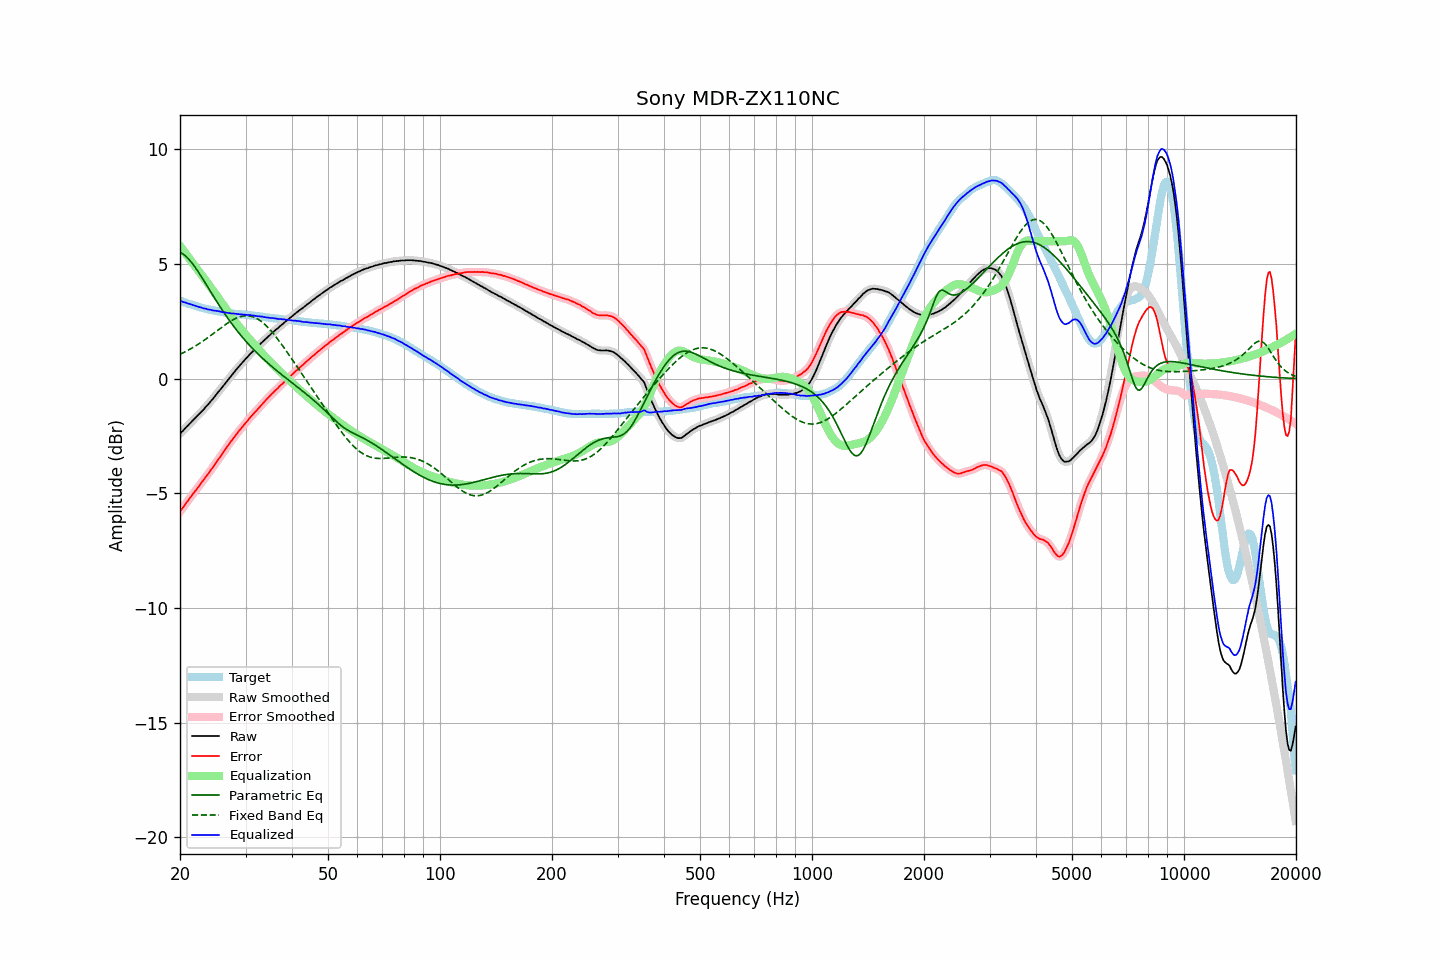 Sony MDR-ZX110NC
Amplitude (dBr)
10
5
0
−5
−10
−15
−20
Target
Raw Smoothed
Error Smoothed
Raw
Error
Equalization
Parametric Eq
Fixed Band Eq
Equalized
20 50 100 200 500 1000 2000 5000 10000 20000
Frequency (Hz)